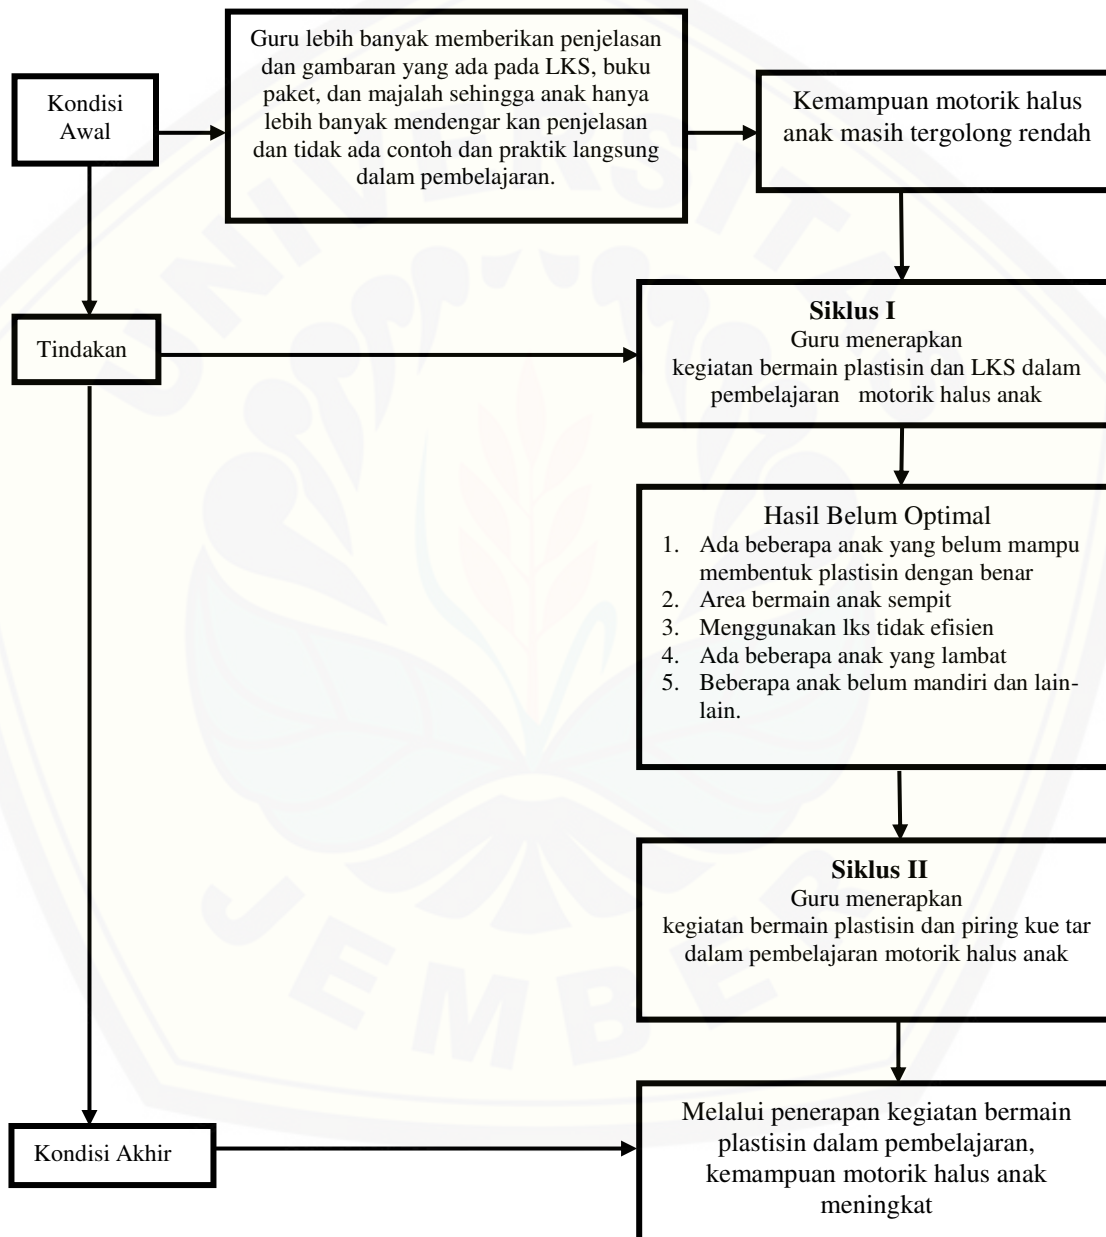 Kondisi
Awal
Guru lebih banyak memberikan penjelasan
dan gambaran yang ada pada LKS, buku
paket, dan majalah sehingga anak hanya
lebih banyak mendengar kan penjelasan
dan tidak ada contoh dan praktik langsung
dalam pembelajaran.
Kemampuan motorik halus
anak masih tergolong rendah
Tindakan
Siklus I
Guru menerapkan
kegiatan bermain plastisin dan LKS dalam
pembelajaran motorik halus anak
Hasil Belum Optimal
1. Ada beberapa anak yang belum mampu
membentuk plastisin dengan benar
2. Area bermain anak sempit
3. Menggunakan lks tidak efisien
4. Ada beberapa anak yang lambat
5. Beberapa anak belum mandiri dan lain-
lain.
Siklus II
Guru menerapkan
kegiatan bermain plastisin dan piring kue tar
dalam pembelajaran motorik halus anak
Kondisi Akhir
Melalui penerapan kegiatan bermain
plastisin dalam pembelajaran,
kemampuan motorik halus anak
meningkat
UNIVERSITAS
JEMBER